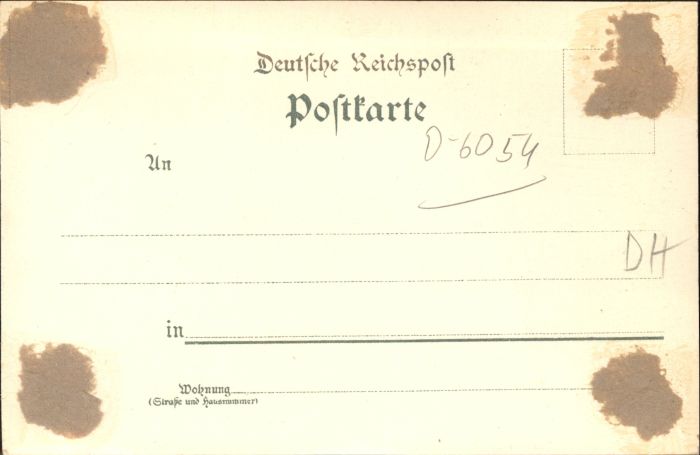 Deutsche Reichspost
Postkarte
D-6054
An
DH
in
Wohnung
(Straße und Hausnummer)